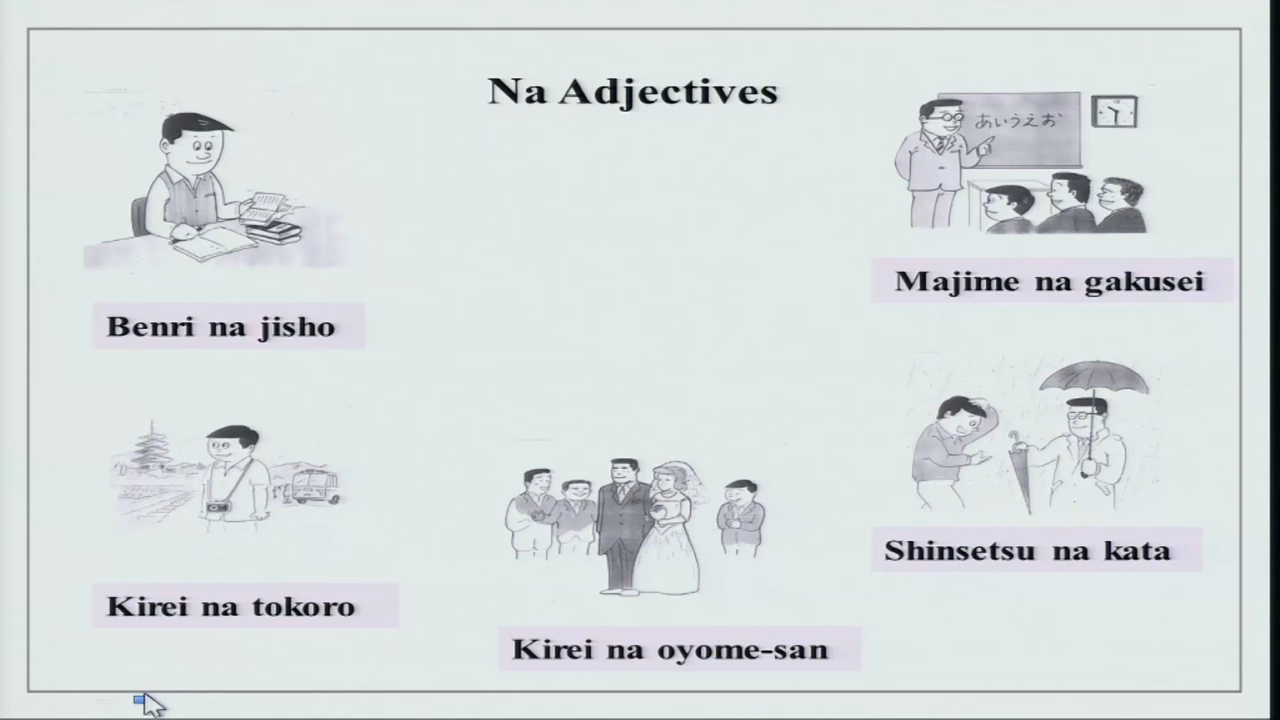 Na Adjectives
あいうえお
Majime na gakusei
Benri na jisho
Shinsetsu na kata
Kirei na tokoro
Kirei na oyome-san